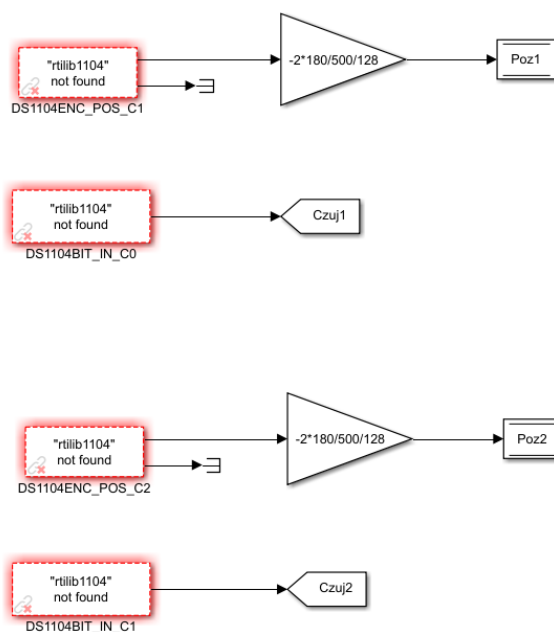 "rtilib1104"
not found
DS1104ENC_POS_C1
-2*180/500/128
Poz1
"rtilib1104"
not found
DS1104BIT_IN_C0
Czuj1
"rtilib1104"
not found
DS1104ENC_POS_C2
-2*180/500/128
Poz2
"rtilib1104"
not found
DS1104BIT_IN_C1
Czuj2